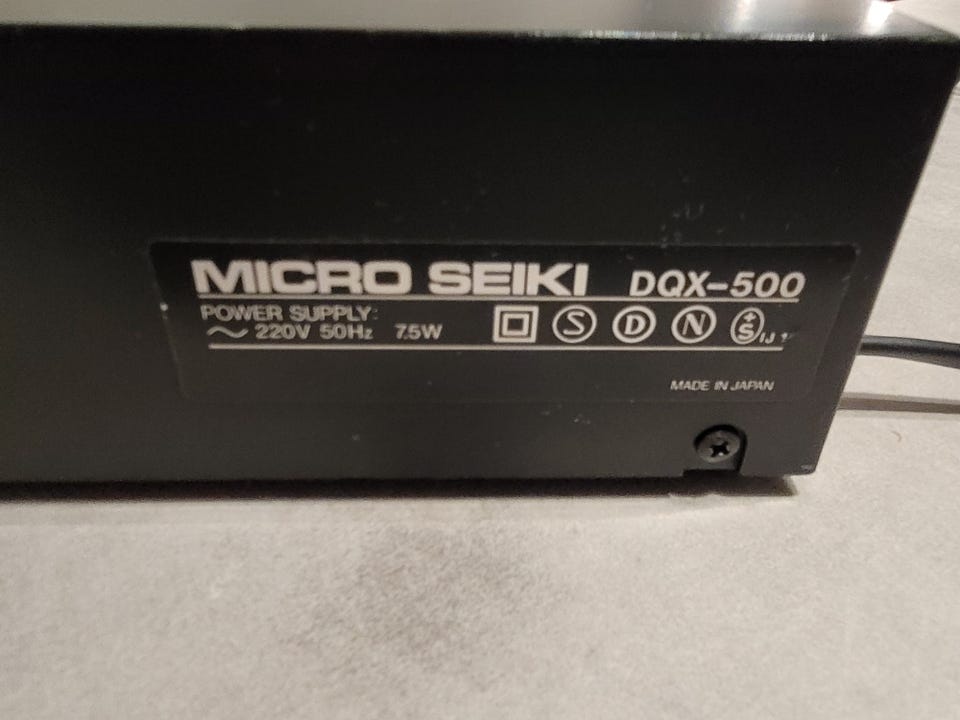 MICRO SEIKI DQX-500
POWER SUPPLY:
~ 220V 50Hz 7.5W S D N +S
MADE IN JAPAN